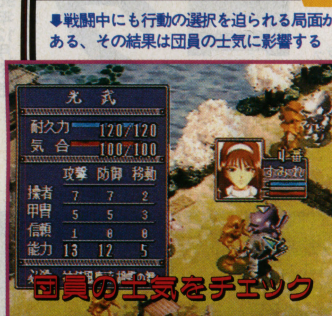 戦闘中にも行動の選択を迫られる局面が
ある、その結果は団員の士気に影響する
光武
耐久力 120/120
気合 100/100
攻撃 防御 移動
操者 7 7 2
甲冑 5 5 3
信頼 1 0 0
能力 13 12 5
すみれ
団員の士気をチェック